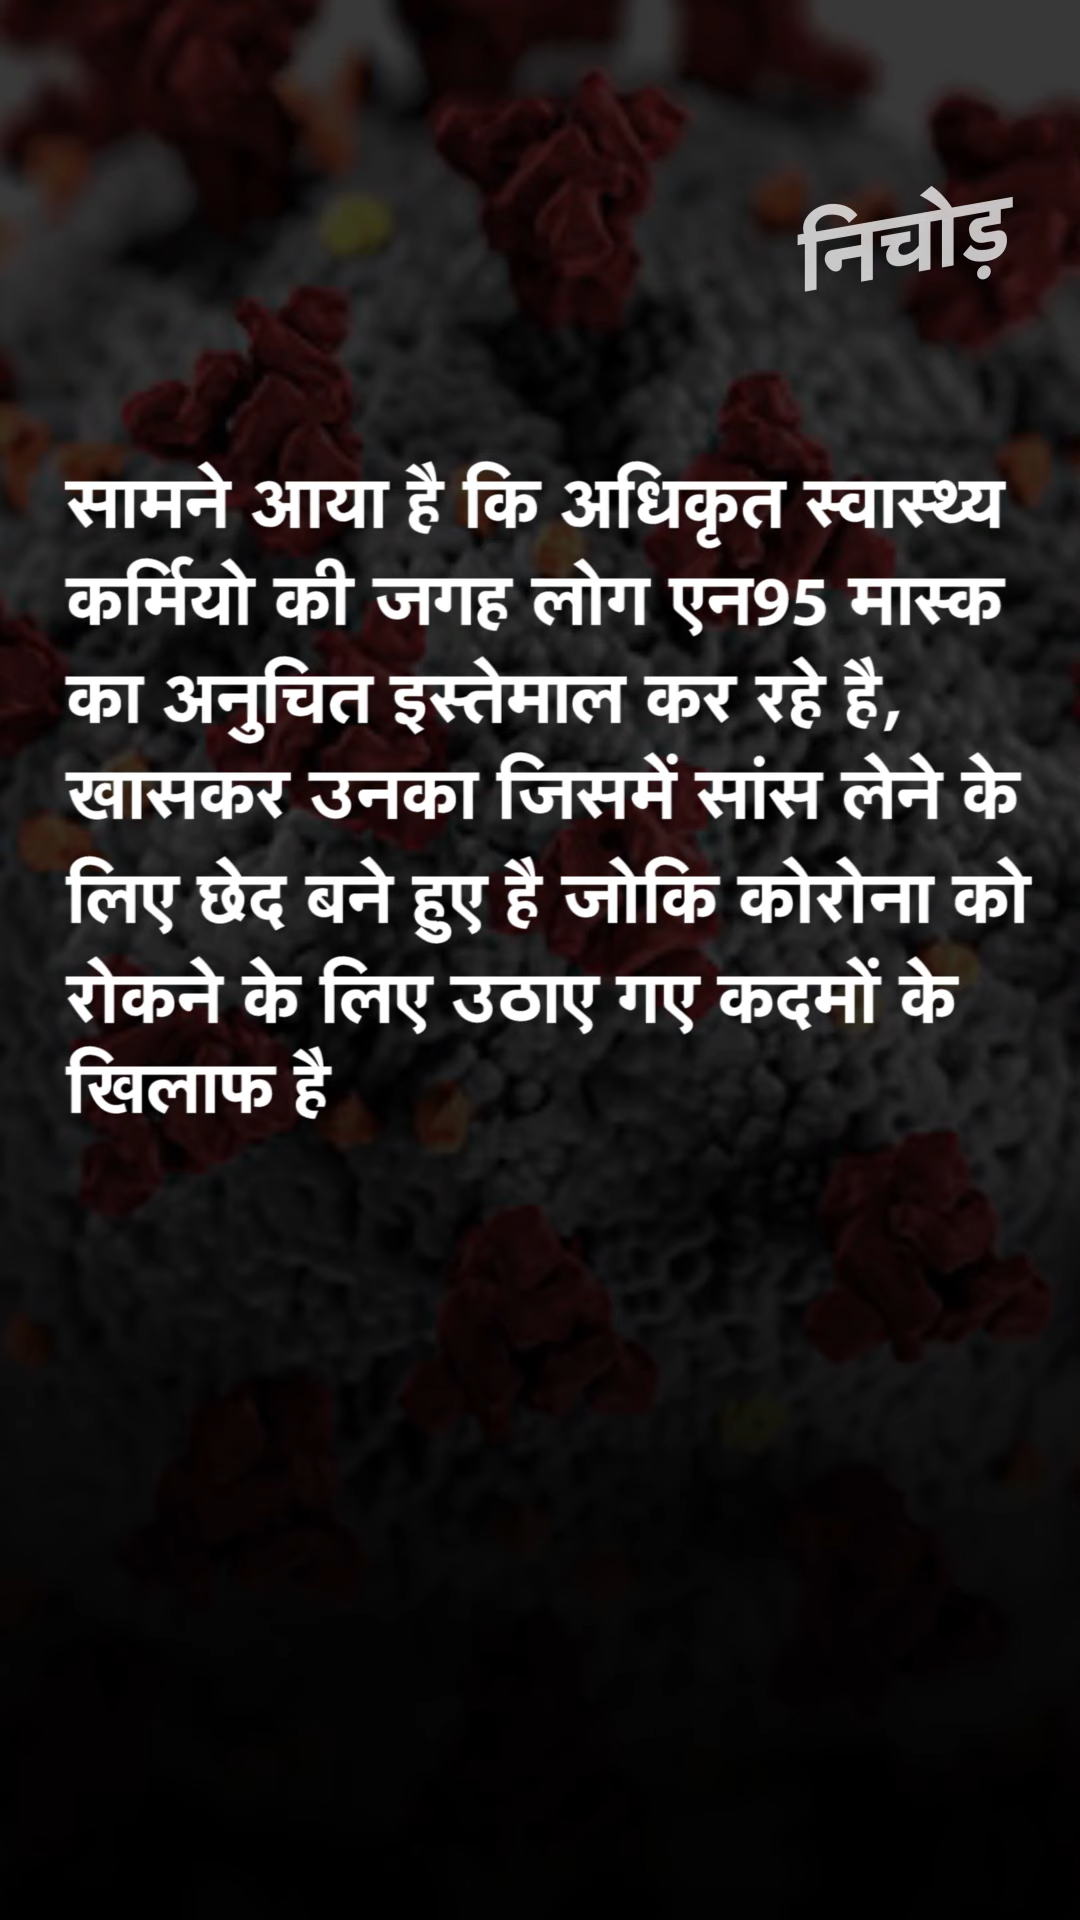 निचोड़
सामने आया है कि अधिकृत स्वास्थ्य
कर्मियो की जगह लोग एन95 मास्क
का अनुचित इस्तेमाल कर रहे है,
खासकर उनका जिसमें सांस लेने के
लिए छेद बने हुए है जोकि कोरोना को
रोकने के लिए उठाए गए कदमों के
खिलाफ है